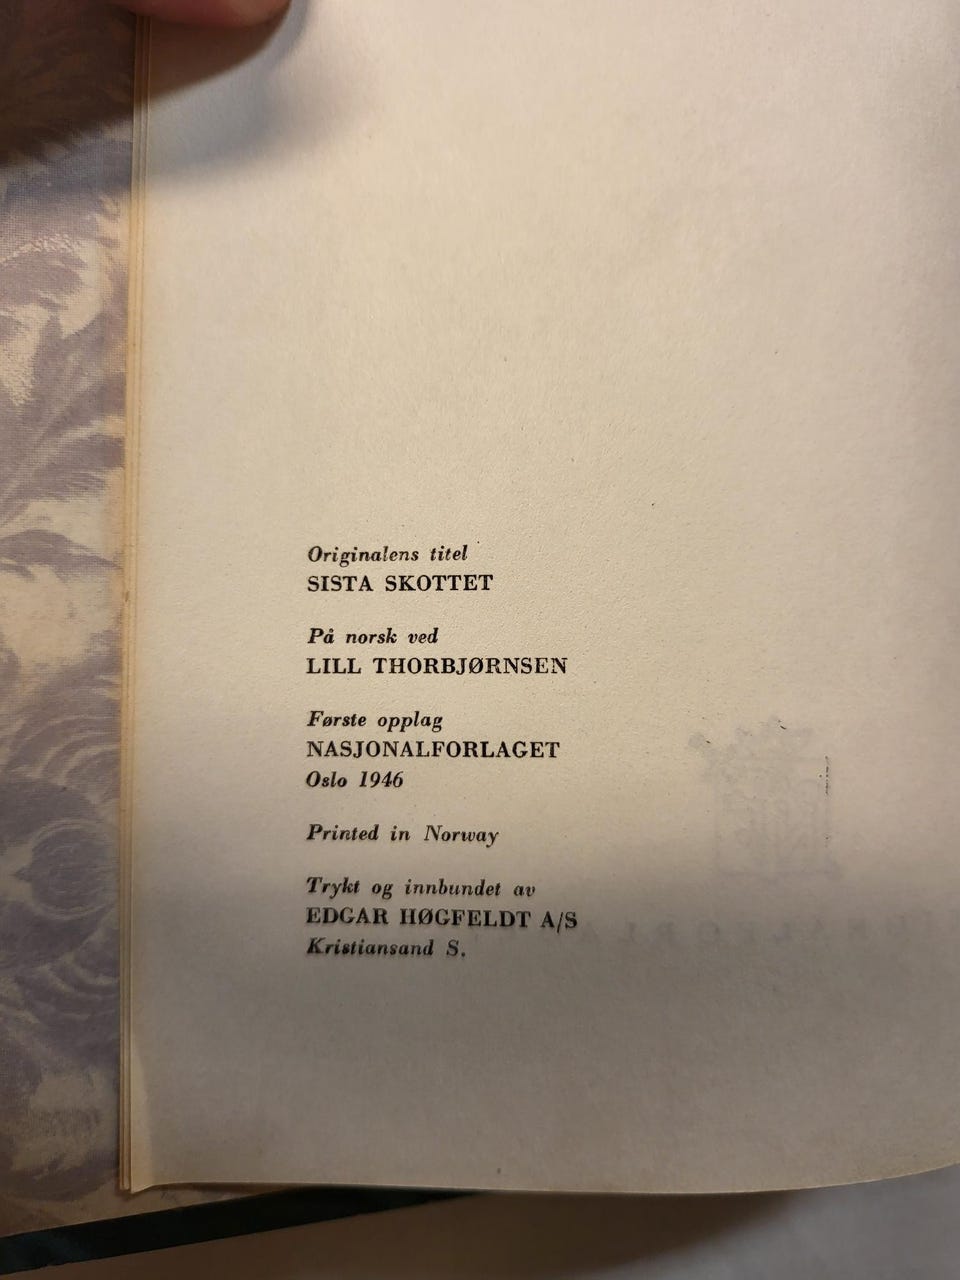 Originalens titel
SISTA SKOTTET
På norsk ved
LILL THORBJØRNSEN
Første opplag
NASJONALFORLAGET
Oslo 1946
Printed in Norway
Trykt og innbundet av
EDGAR HØGFELDT A/S
Kristiansand S.